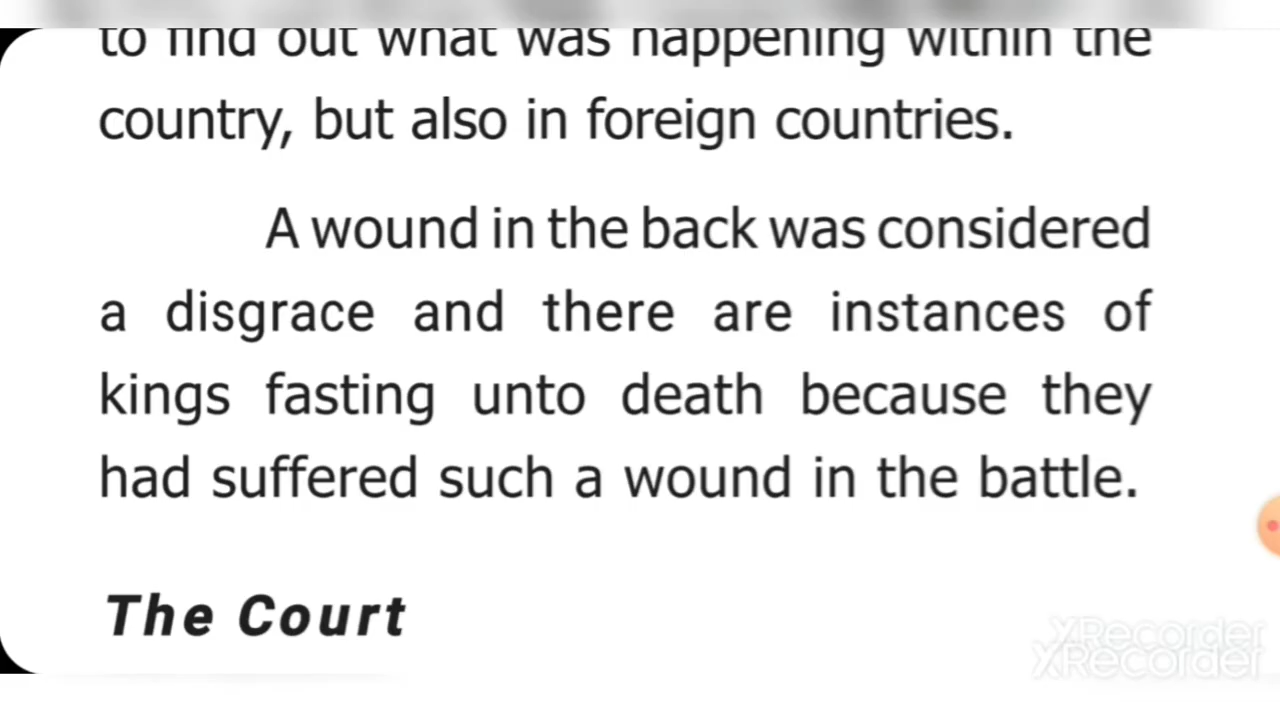 to find out what was happening within the
country, but also in foreign countries.
A wound in the back was considered
a disgrace and there are instances of
kings fasting unto death because they
had suffered such a wound in the battle.
The Court
XRecorder
XRecorder